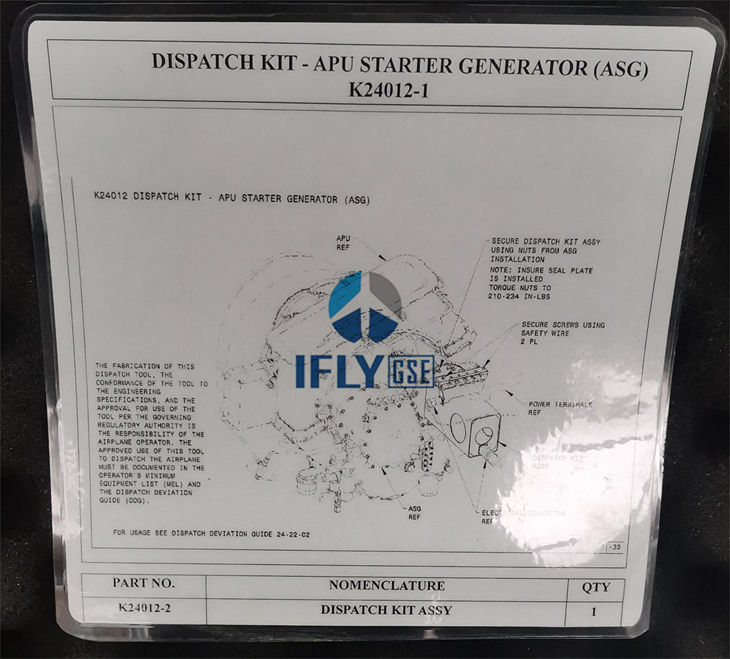 DISPATCH KIT - APU STARTER GENERATOR (ASG)
K24012-1
K24012 DISPATCH KIT - APU STARTER GENERATOR (ASG)
APU
REF
SECURE DISPATCH KIT ASSY
USING NUTS FROM ASG
INSTALLATION
NOTE: INSURE SEAL PLATE
IS INSTALLED
TORQUE NUTS TO
210-234 IN-LBS
SECURE SCREWS USING
SAFETY WIRE
2 PL
IFLY GSE
THE FABRICATION OF THIS
DISPATCH TOOL, THE
CONFORMANCE OF THE TOOL TO
THE ENGINEERING
SPECIFICATIONS, AND THE
APPROVAL FOR USE OF THE
TOOL PER THE GOVERNING
REGULATORY AUTHORITY IS
THE RESPONSIBILITY OF THE
AIRPLANE OPERATOR. THE
APPROVED USE OF THIS TOOL
TO DISPATCH THE AIRPLANE
MUST BE DOCUMENTED IN THE
OPERATOR'S MINIMUM
EQUIPMENT LIST (MEL) AND
THE DISPATCH DEVIATION
GUIDE (DDG).
POWER TERMINALS
REF
DISPATCH KIT
ASSY
ELECTRICAL CONNECTOR
REF
ASG
REF
FOR USAGE SEE DISPATCH DEVIATION GUIDE 24-22-02
-33
PART NO. NOMENCLATURE QTY
K24012-2 DISPATCH KIT ASSY 1